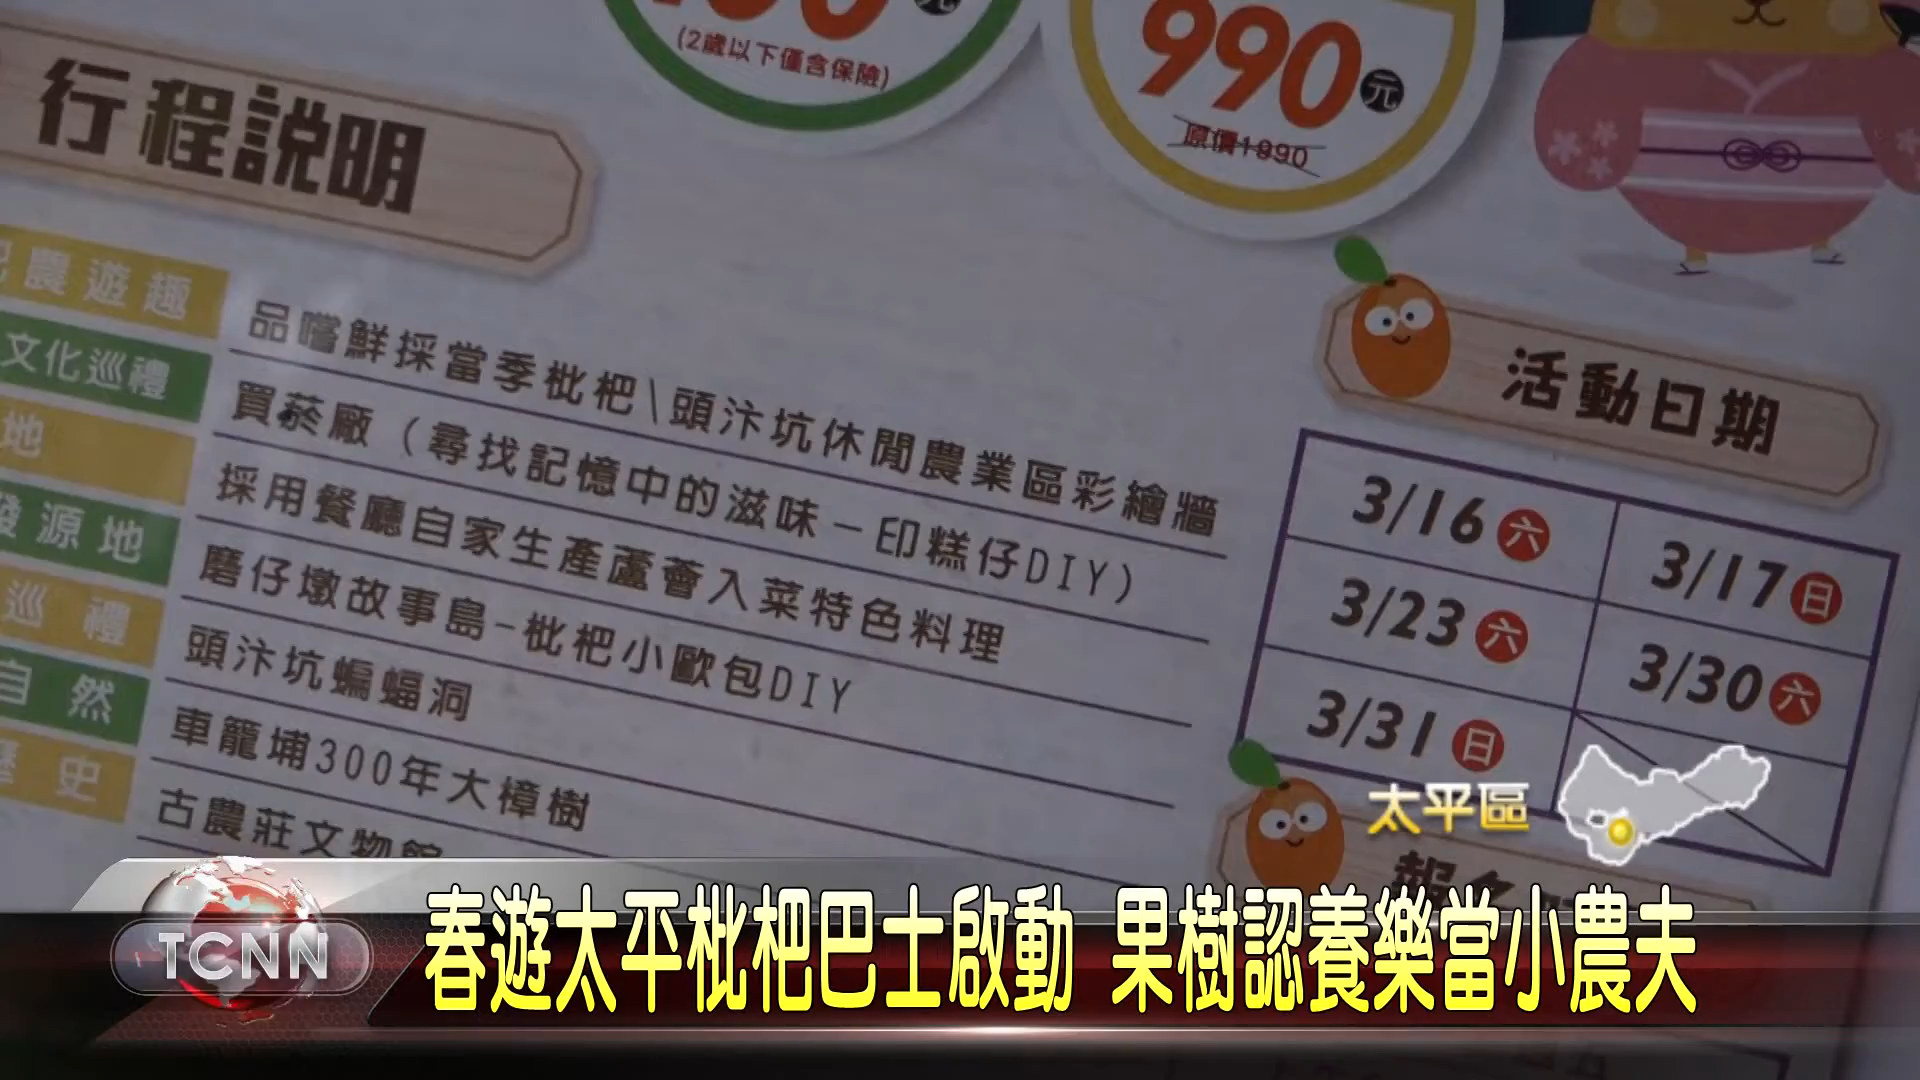 元
(2歲以下僅含保險)
990元
原價1990
行程說明
農遊趣
文化巡禮
地
發源地
巡禮
自然
歷史
品嚐鮮採當季枇杷\頭汴坑休閒農業區彩繪牆
買菸廠（尋找記憶中的滋味－印糕仔DIY）
採用餐廳自家生產蘆薈入菜特色料理
磨仔墩故事島-枇杷小歐包DIY
頭汴坑蝙蝠洞
車籠埔300年大樟樹
古農莊文物館
活動日期
3/16六
3/17日
3/23六
3/30六
3/31日
太平區
報名
TCNN
春遊太平枇杷巴士啟動 果樹認養樂當小農夫